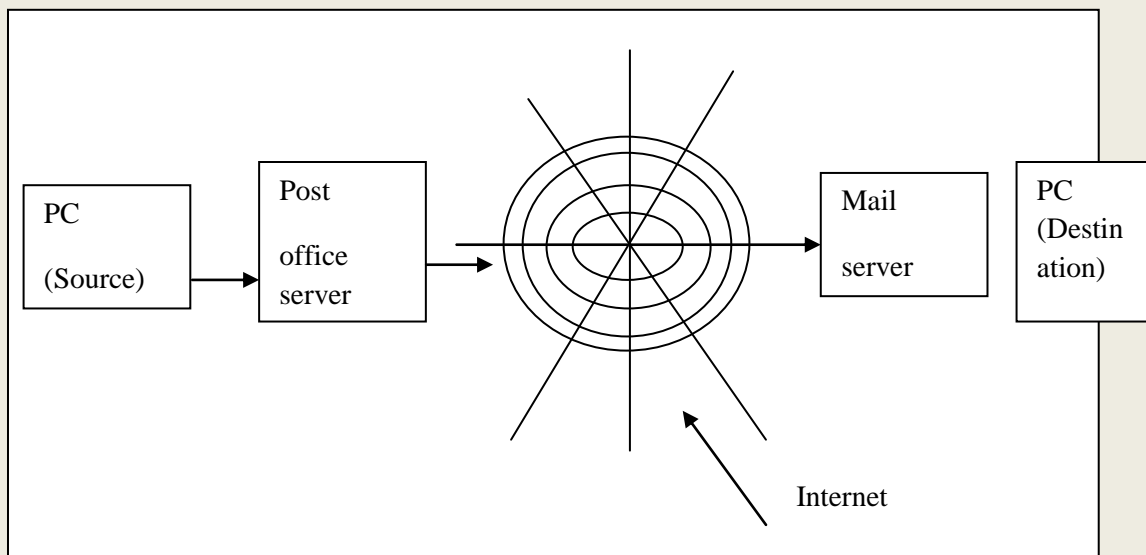 PC
(Source)
Post
office
server
Mail
server
PC
(Destin
ation)
Internet